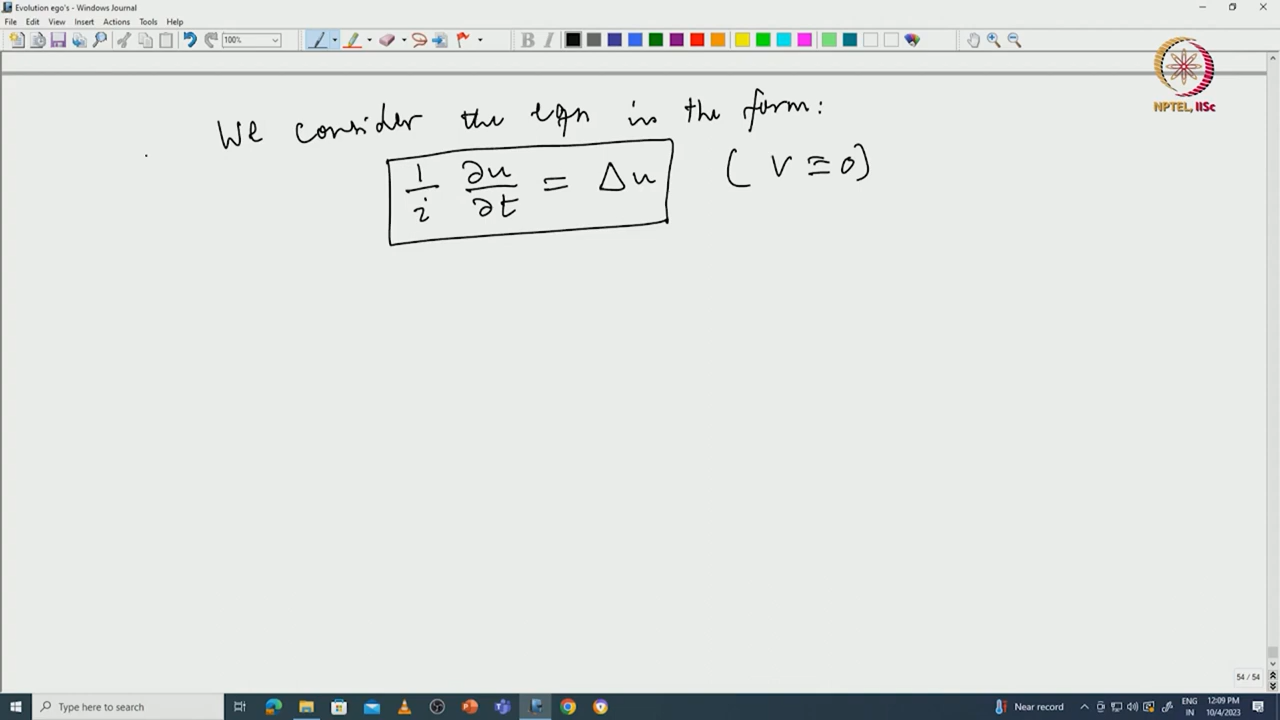 Evolution eqo's - Windows Journal
File Edit View Insert Actions Tools Help
100%
B I
NPTEL, IISc
We consider the eqn in the form:
1/i ∂u/∂t = Δu (V ≡ 0)
54 / 54
Type here to search
Near record
ENG
IN
12:09 PM
10/4/2023